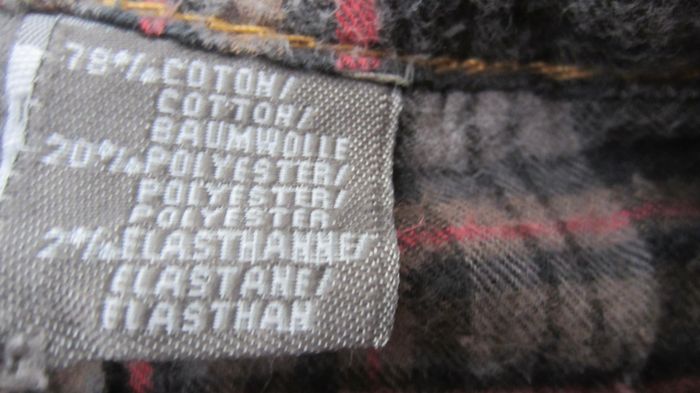 78% COTON/
COTTON/
BAUMWOLLE
20% POLYESTER/
POLYESTER/
POLYESTER
2% ELASTHANNE/
ELASTANE/
ELASTHAN